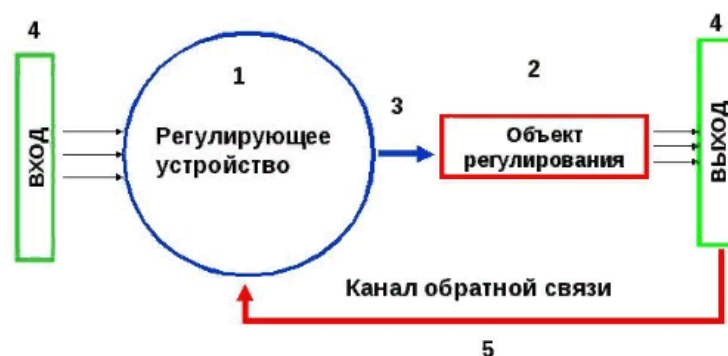 4
4
1
2
3
ВХОД
Регулирующее
устройство
Объект
регулирования
ВЫХОД
Канал обратной связи
5